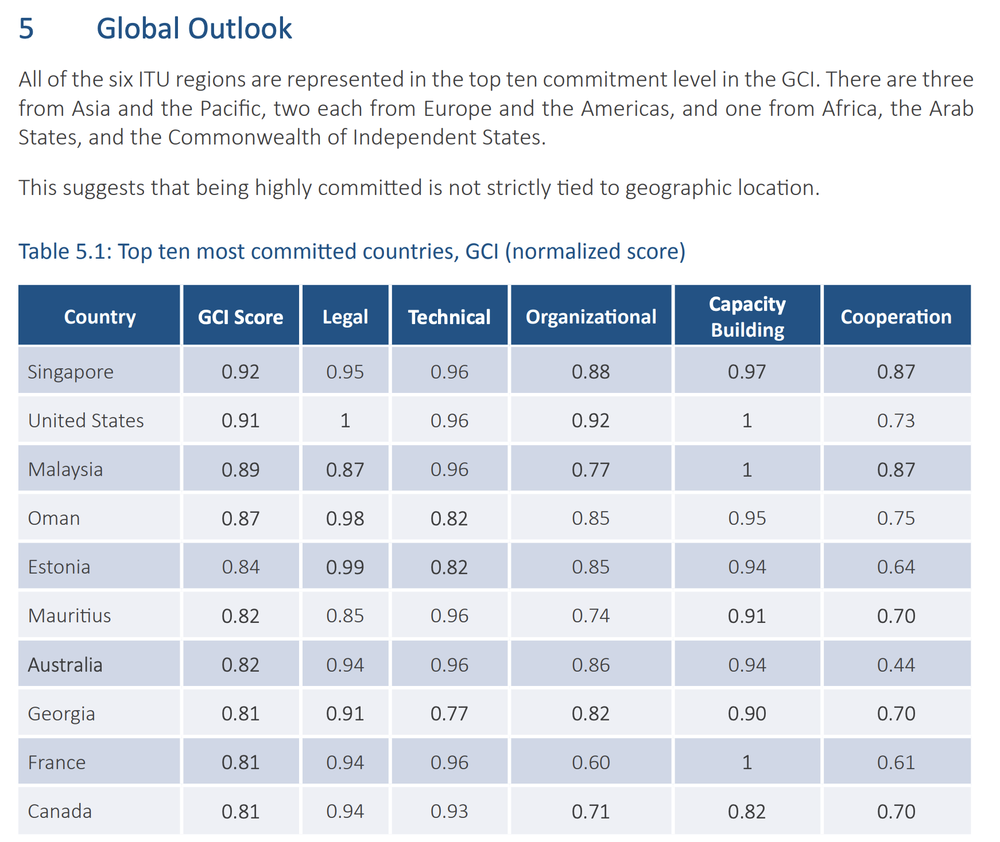 5 Global Outlook
All of the six ITU regions are represented in the top ten commitment level in the GCI. There are three
from Asia and the Pacific, two each from Europe and the Americas, and one from Africa, the Arab
States, and the Commonwealth of Independent States.
This suggests that being highly committed is not strictly tied to geographic location.
Table 5.1: Top ten most committed countries, GCI (normalized score)
Country GCI Score Legal Technical Organizational Capacity Building Cooperation
Singapore 0.92 0.95 0.96 0.88 0.97 0.87
United States 0.91 1 0.96 0.92 1 0.73
Malaysia 0.89 0.87 0.96 0.77 1 0.87
Oman 0.87 0.98 0.82 0.85 0.95 0.75
Estonia 0.84 0.99 0.82 0.85 0.94 0.64
Mauritius 0.82 0.85 0.96 0.74 0.91 0.70
Australia 0.82 0.94 0.96 0.86 0.94 0.44
Georgia 0.81 0.91 0.77 0.82 0.90 0.70
France 0.81 0.94 0.96 0.60 1 0.61
Canada 0.81 0.94 0.93 0.71 0.82 0.70